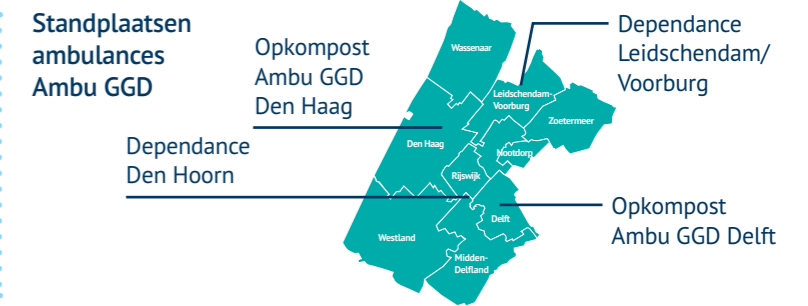 Standplaatsen
ambulances
Ambu GGD
Opkompost
Ambu GGD
Den Haag
Dependance
Den Hoorn
Dependance
Leidschendam/
Voorburg
Opkompost
Ambu GGD Delft
Wassenaar
Leidschendam-
Voorburg
Zoetermeer
Den Haag
Nootdorp
Rijswijk
Delft
Westland
Midden-
Delfland